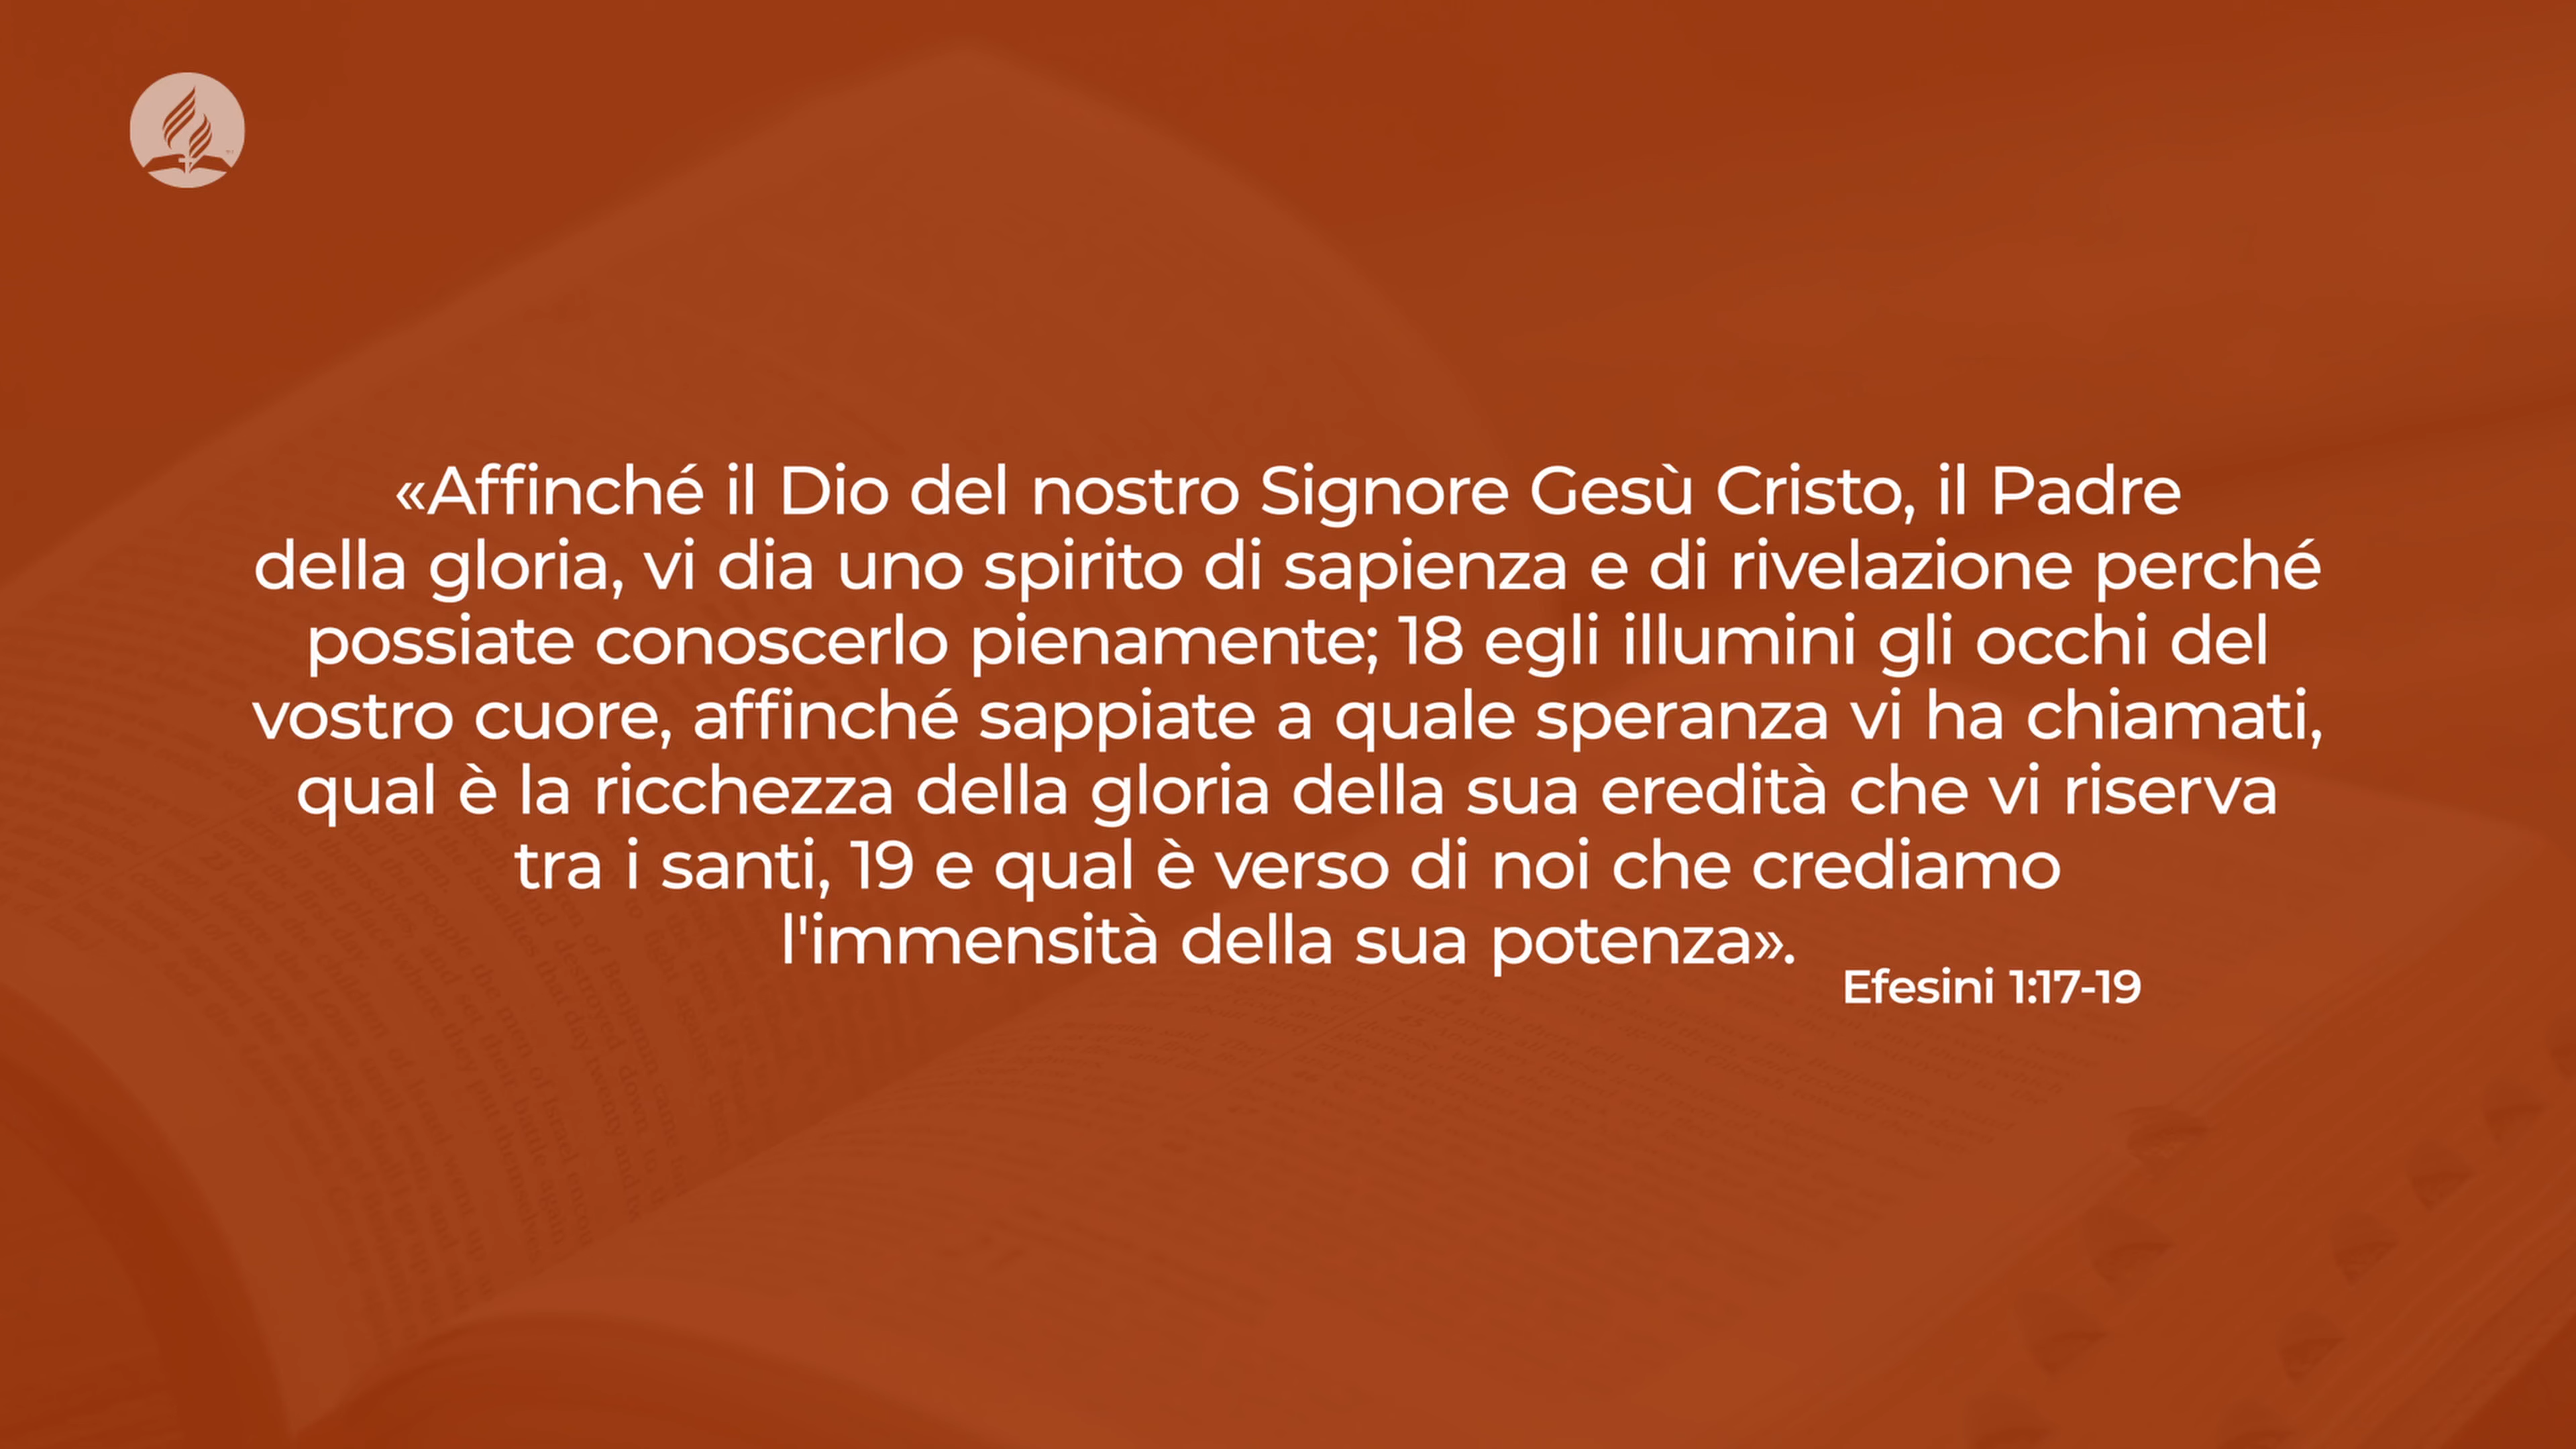 «Affinché il Dio del nostro Signore Gesù Cristo, il Padre
della gloria, vi dia uno spirito di sapienza e di rivelazione perché
possiate conoscerlo pienamente; 18 egli illumini gli occhi del
vostro cuore, affinché sappiate a quale speranza vi ha chiamati,
qual è la ricchezza della gloria della sua eredità che vi riserva
tra i santi, 19 e qual è verso di noi che crediamo
l'immensità della sua potenza».
Efesini 1:17-19